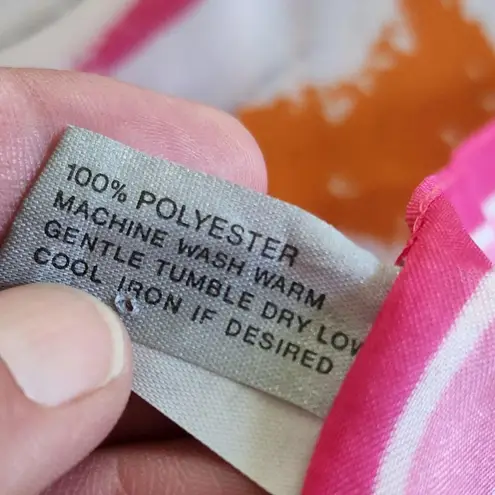 100% POLYESTER
MACHINE WASH WARM
GENTLE TUMBLE DRY LOW
COOL IRON IF DESIRED